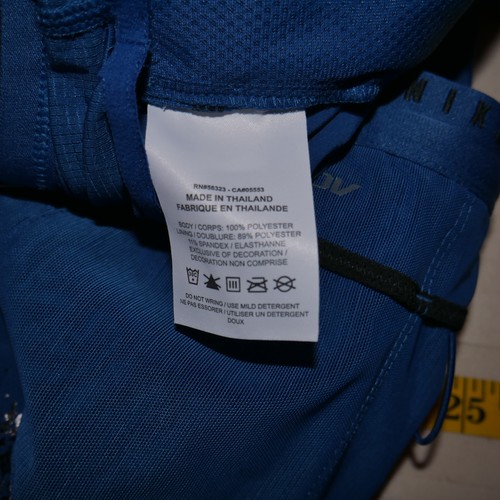 NIK
RN#56323 - CA#05553
MADE IN THAILAND
FABRIQUE EN THAILANDE
BODY / CORPS: 100% POLYESTER
LINING / DOUBLURE: 89% POLYESTER
11% SPANDEX / ELASTHANNE
EXCLUSIVE OF DECORATION /
DECORATION NON COMPRISE
DO NOT WRING / USE MILD DETERGENT
NE PAS ESSORER / UTILISER UN DETERGENT
DOUX
25